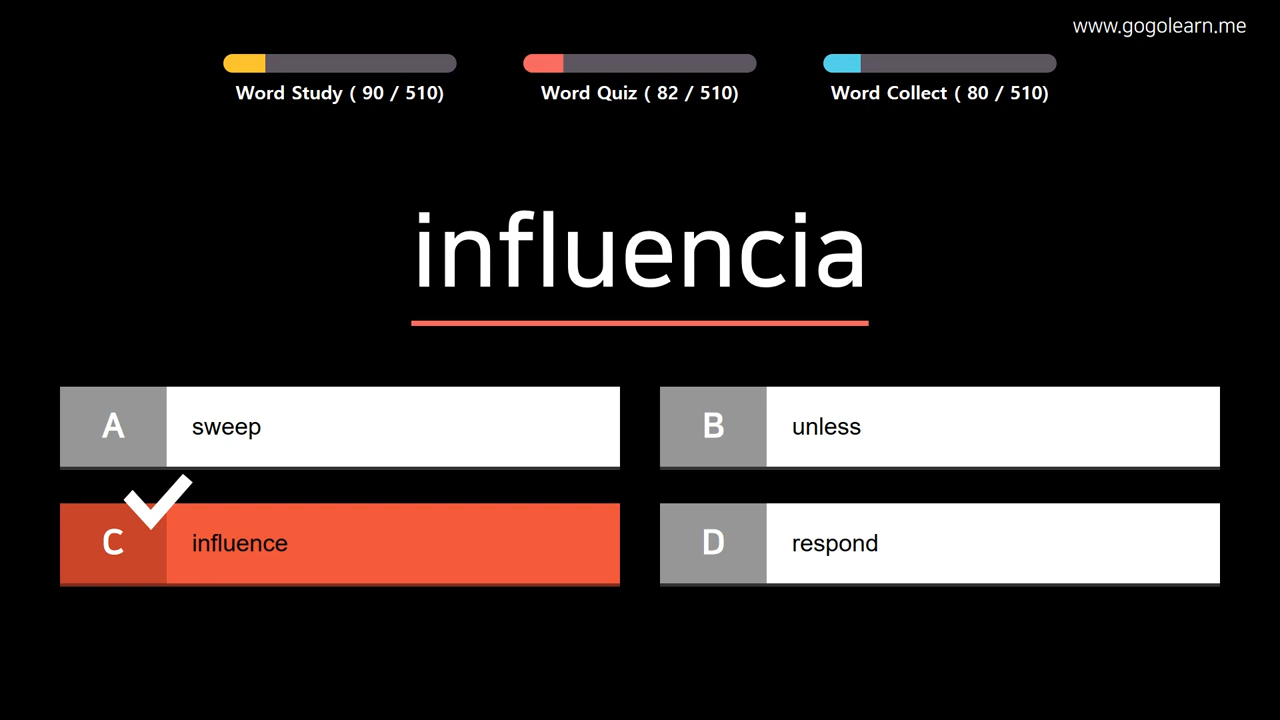 www.gogolearn.me
Word Study ( 90 / 510)
Word Quiz ( 82 / 510)
Word Collect ( 80 / 510)
influencia
A sweep
B unless
C influence
D respond